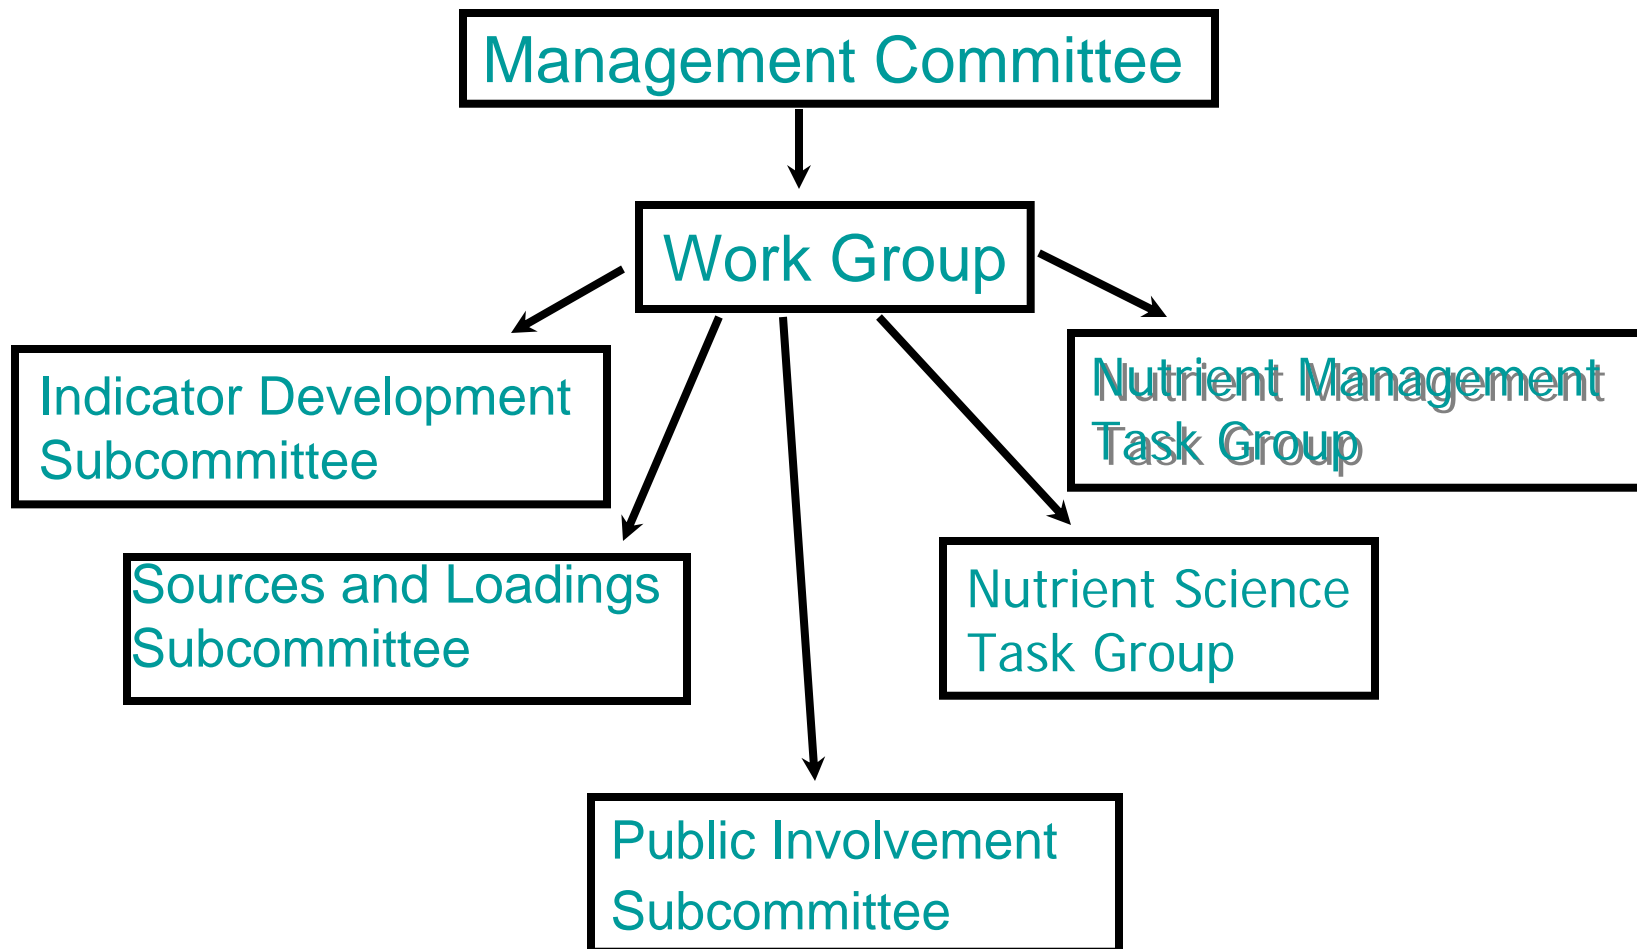 Management Committee
Work Group
Indicator Development
Subcommittee
Nutrient Management
Task Group
Sources and Loadings
Subcommittee
Nutrient Science
Task Group
Public Involvement
Subcommittee